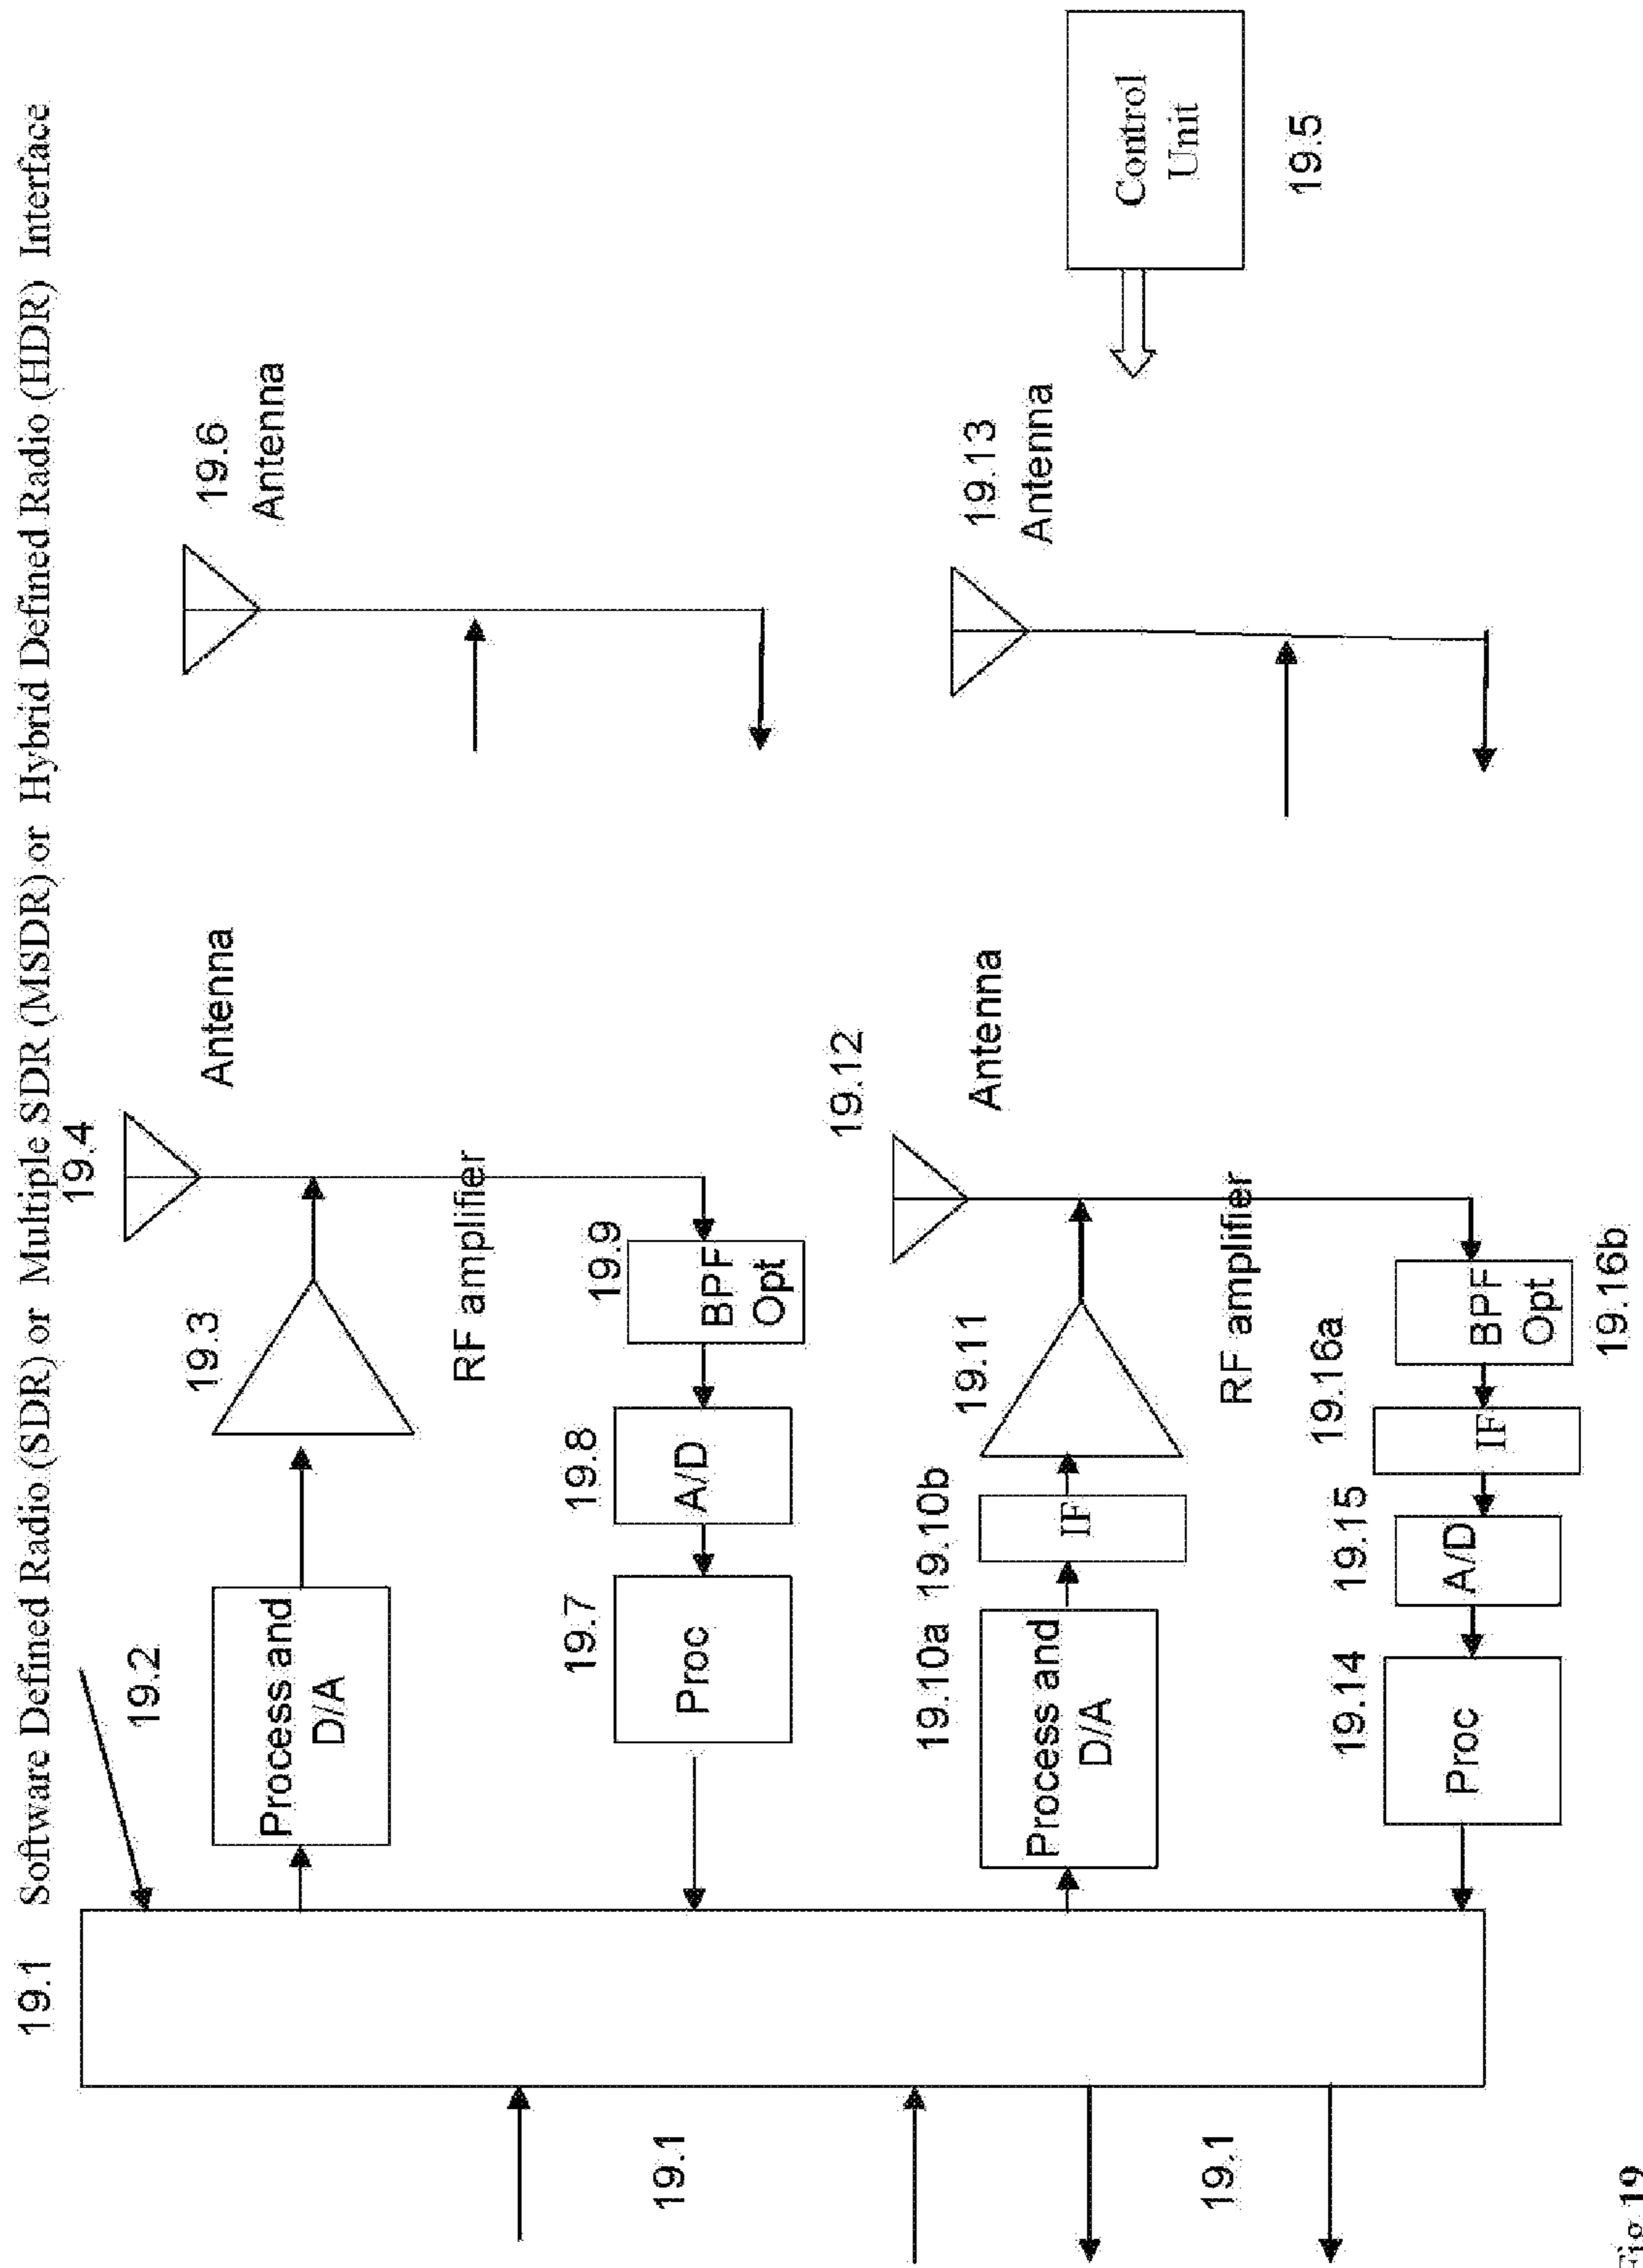 19.1 Software Defined Radio (SDR) or Multiple SDR (MSDR) or Hybrid Defined Radio (HDR) Interface
19.4
19.2
Antenna
19.6
Antenna
19.3
Process and
D/A
RF amplifier
19.7
19.8
19.9
Proc
A/D
BPF
Opt
19.1
19.12
Antenna
19.13
Antenna
19.10a
19.10b
19.11
Process and
D/A
IF
RF amplifier
Control
Unit
19.5
19.1
19.14
19.15
19.16a
Proc
A/D
IF
BPF
Opt
19.16b
Fig 19